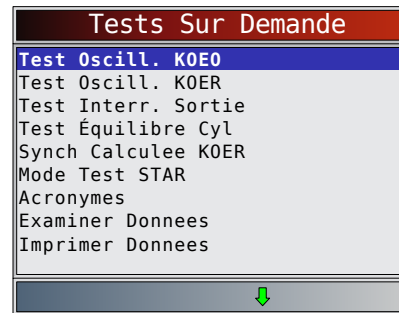 Tests Sur Demande
Test Oscill. KOEO
Test Oscill. KOER
Test Interr. Sortie
Test Équilibre Cyl
Synch Calculee KOER
Mode Test STAR
Acronymes
Examiner Donnees
Imprimer Donnees